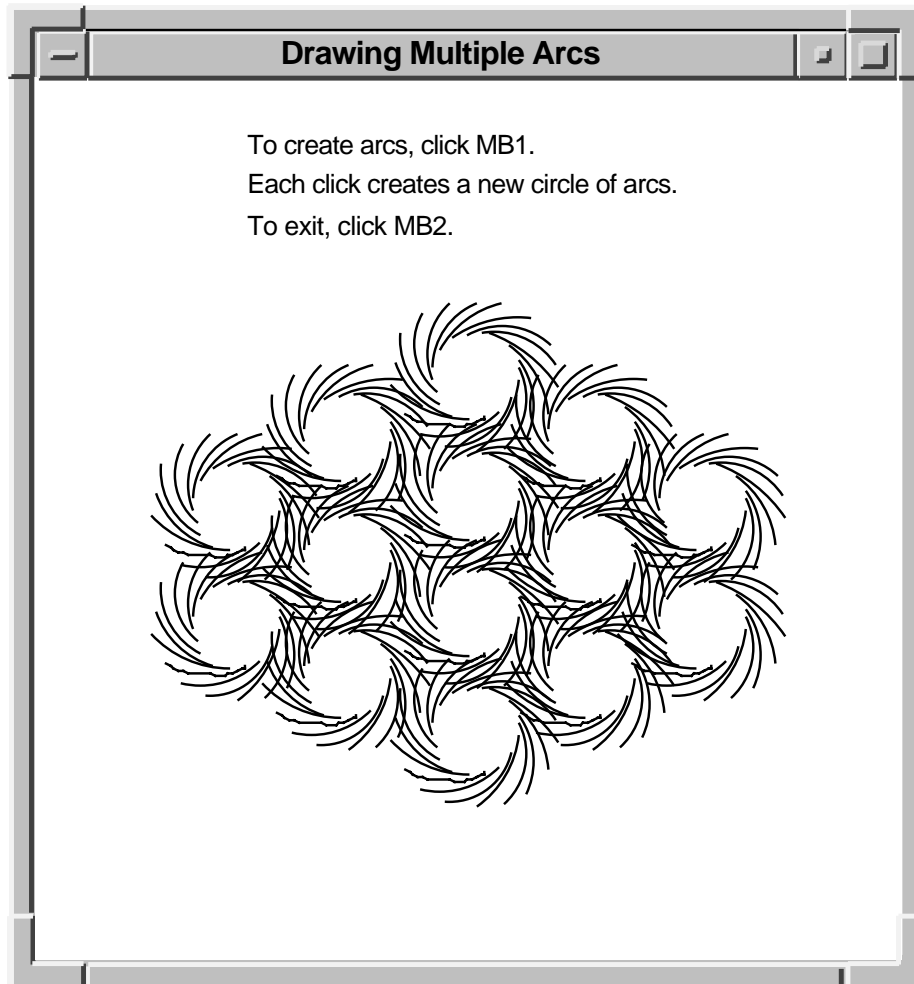 Drawing Multiple Arcs
To create arcs, click MB1.
Each click creates a new circle of arcs.
To exit, click MB2.